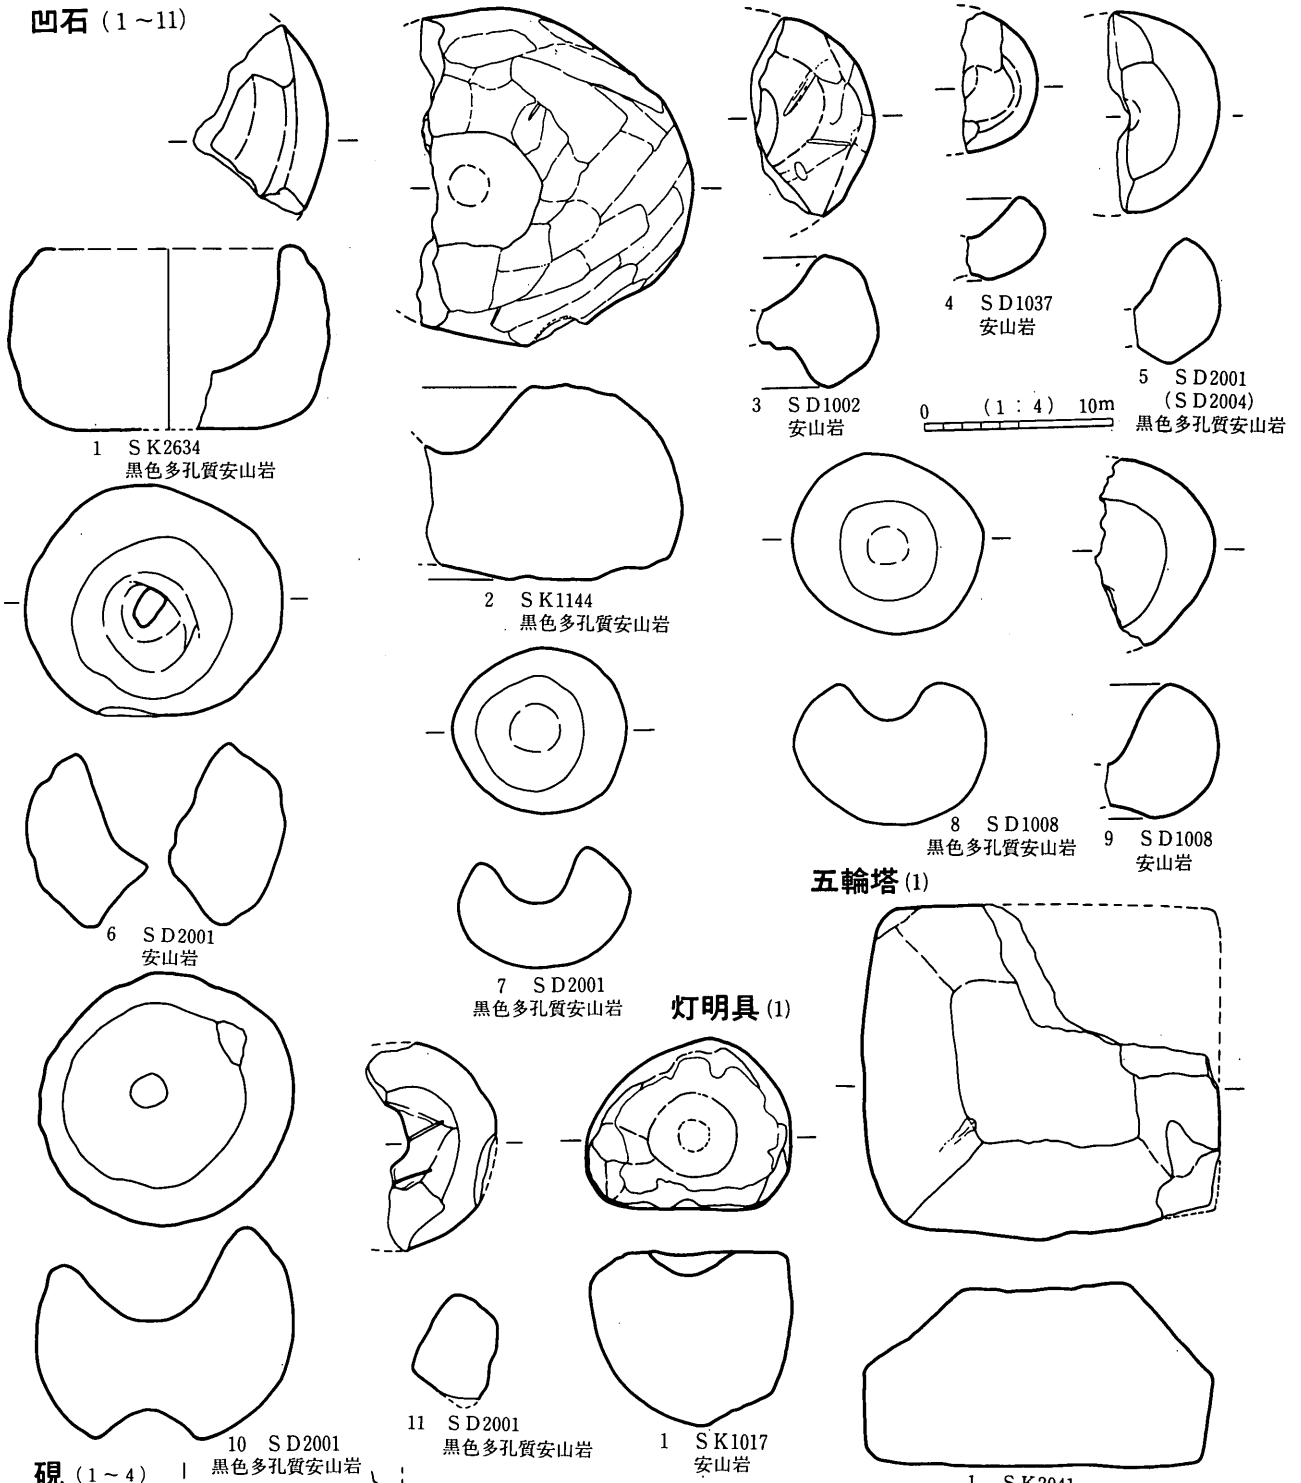 凹石 (1～11)
1 SK2634
黒色多孔質安山岩
2 SK1144
黒色多孔質安山岩
3 SD1002
安山岩
4 SD1037
安山岩
0 (1:4) 10m
5 SD2001
(SD2004)
黒色多孔質安山岩
6 SD2001
安山岩
7 SD2001
黒色多孔質安山岩
8 SD1008
黒色多孔質安山岩
9 SD1008
安山岩
10 SD2001
黒色多孔質安山岩
11 SD2001
黒色多孔質安山岩
灯明具 (1)
1 SK1017
安山岩
五輪塔 (1)
1 SK2041
硯 (1～4)